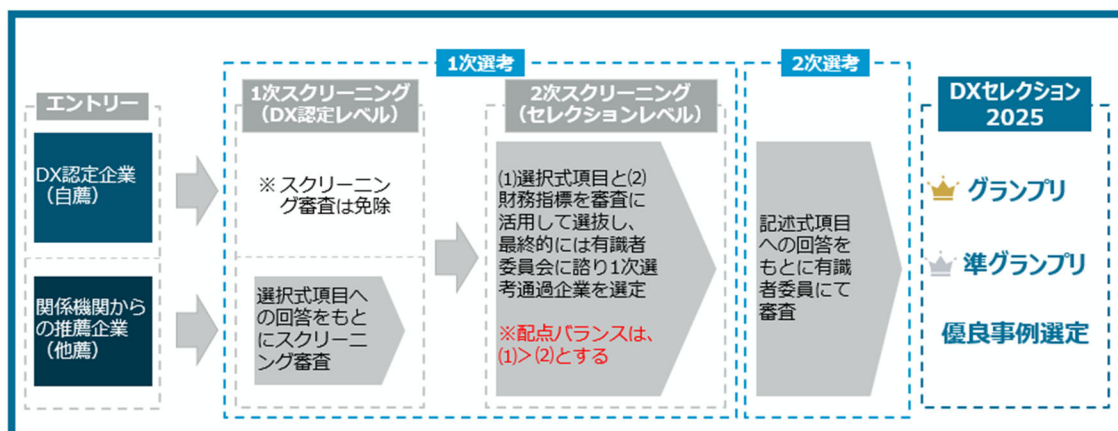 エントリー
DX認定企業
（自薦）
関係機関から
の推薦企業
（他薦）
1次選考
1次スクリーニング
（DX認定レベル）
※ スクリーニン
グ審査は免除
選択式項目へ
の回答をもと
にスクリーニ
ング審査
2次スクリーニング
（セレクションレベル）
⑴選択式項目と⑵
財務指標を審査に
活用して選抜し、
最終的には有識者
委員会に諮り1次選
考通過企業を選定
※配点バランスは、
⑴＞⑵とする
2次選考
記述式項目
への回答を
もとに有識
者委員にて
審査
DXセレクション
2025
グランプリ
準グランプリ
優良事例選定